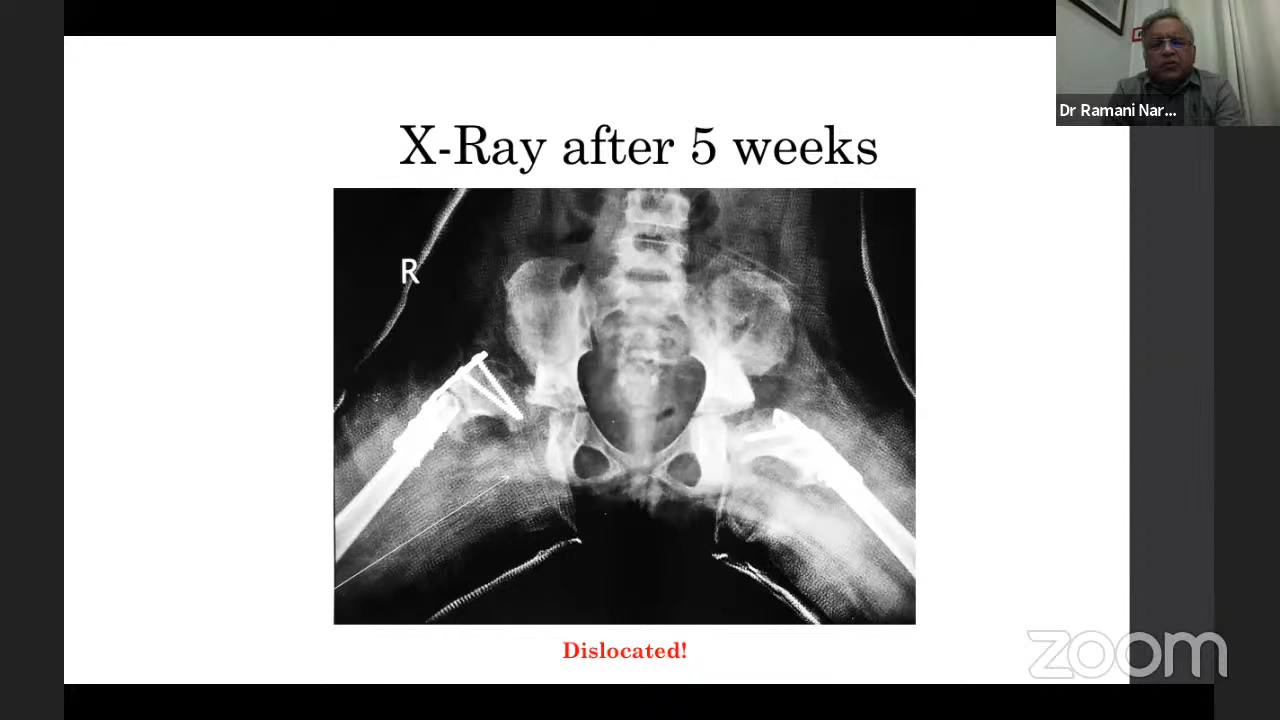 X-Ray after 5 weeks
Dr Ramani Nar...
R
Dislocated!
zoom